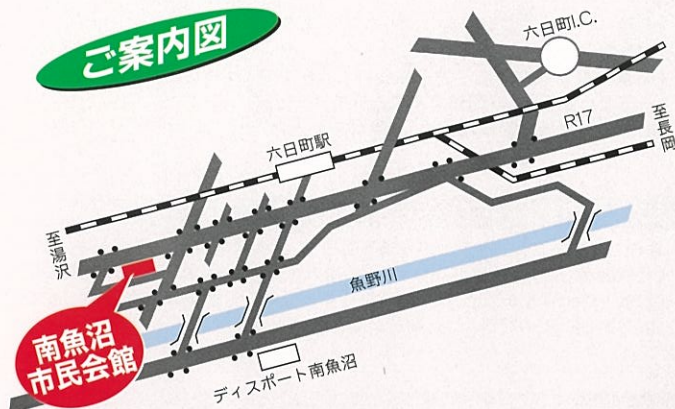 ご案内図
六日町I.C.
六日町駅
R17
至長岡
至湯沢
魚野川
南魚沼
市民会館
ディスポート南魚沼